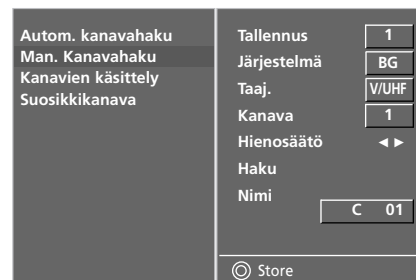 Autom. kanavahaku
Man. Kanavahaku
Kanavien käsittely
Suosikkikanava
Tallennus 1
Järjestelmä BG
Taaj. V/UHF
Kanava 1
Hienosäätö ◄►
Haku
Nimi
C 01
Store